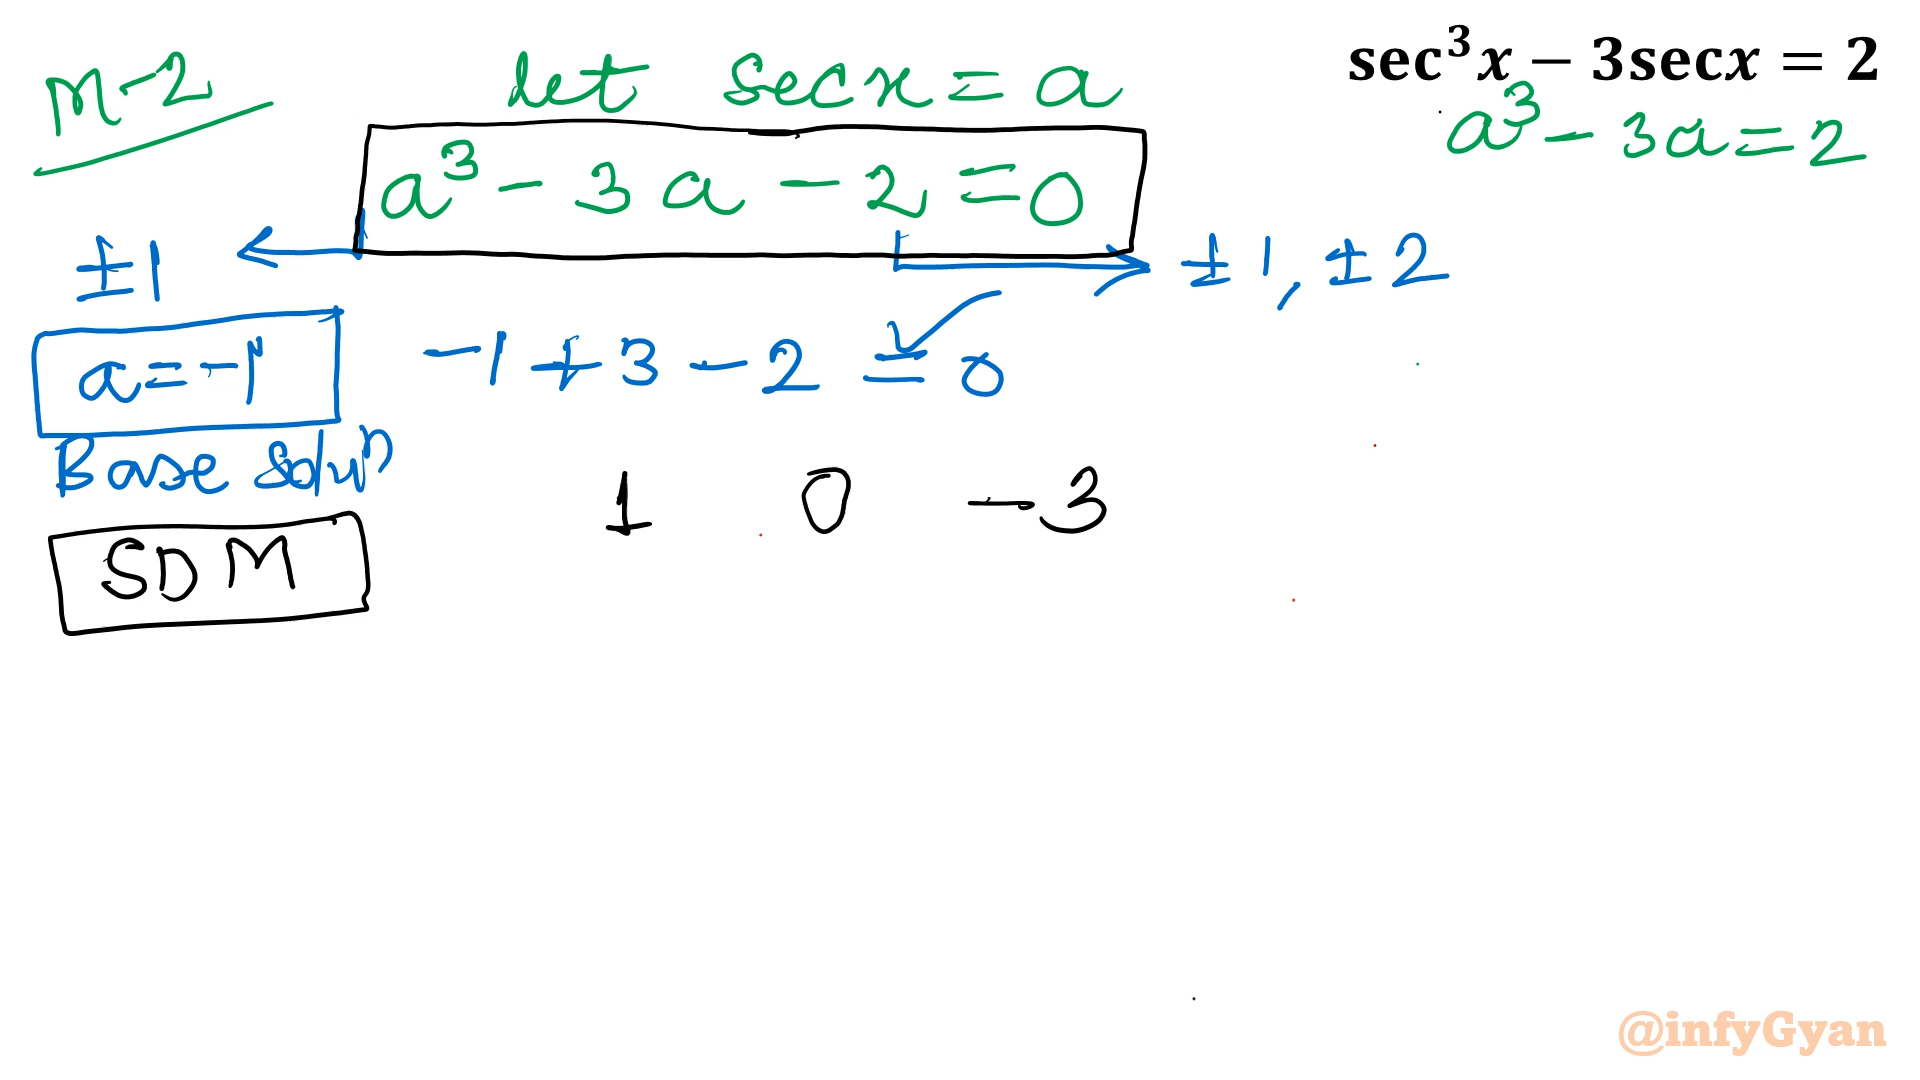 sec³x − 3secx = 2
M-2
let secx = a
a³ - 3a = 2
a³ - 3a - 2 = 0
±1
±1, ±2
a = -1
-1 + 3 - 2 = 0
Base soluⁿ
1 0 -3
SDM
@infyGyan